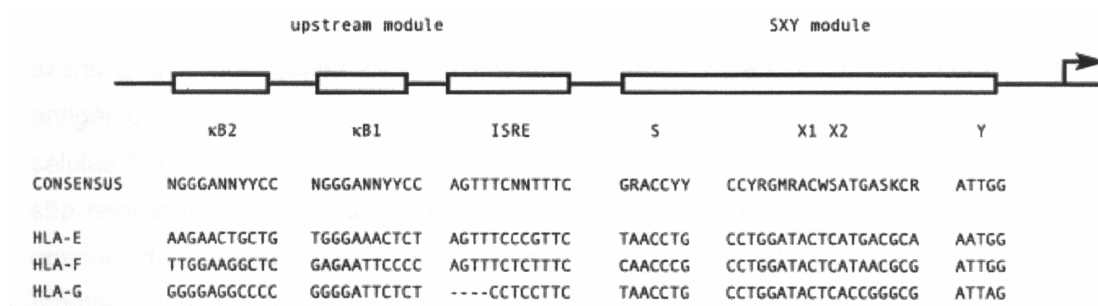 upstream module SXY module
κB2 κB1 ISRE S X1 X2 Y
CONSENSUS NGGGANNYYCC NGGGANNYYCC AGTTTCNNTTTC GRACCYY CCYRGMRACWSATGASKCR ATTGG
HLA-E AAGAACTGCTG TGGGAAACTCT AGTTTCCCGTTC TAACCTG CCTGGATACTCATGACGCA AATGG
HLA-F TTGGAAGGCTC GAGAATTCCCC AGTTTCTCTTTC CAACCCG CCTGGATACTCATAACGCG ATTGG
HLA-G GGGGAGGCCCC GGGGATTCTCT ----CCTCCTTC TAACCTG CCTGGATACTCACCGGGCG ATTAG